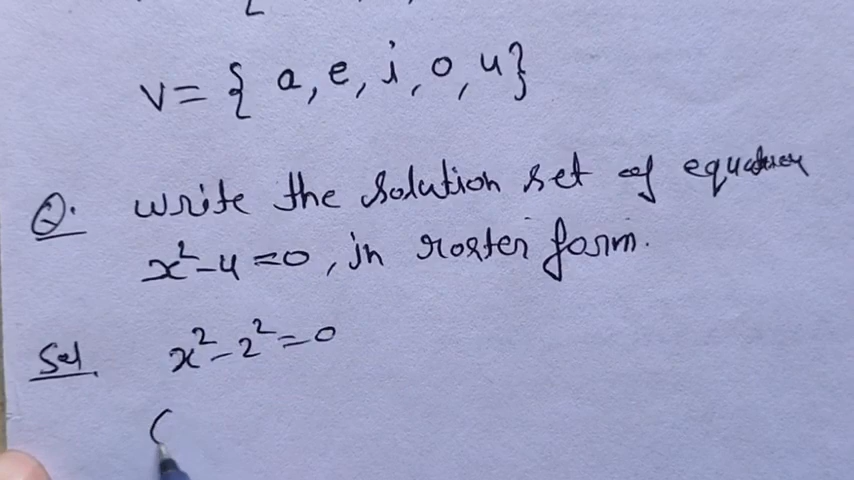 V = { a, e, i, o, u}
Q. Write the solution set of equation
x² - 4 = 0, in roster form.
Sol. x² - 2² = 0
(